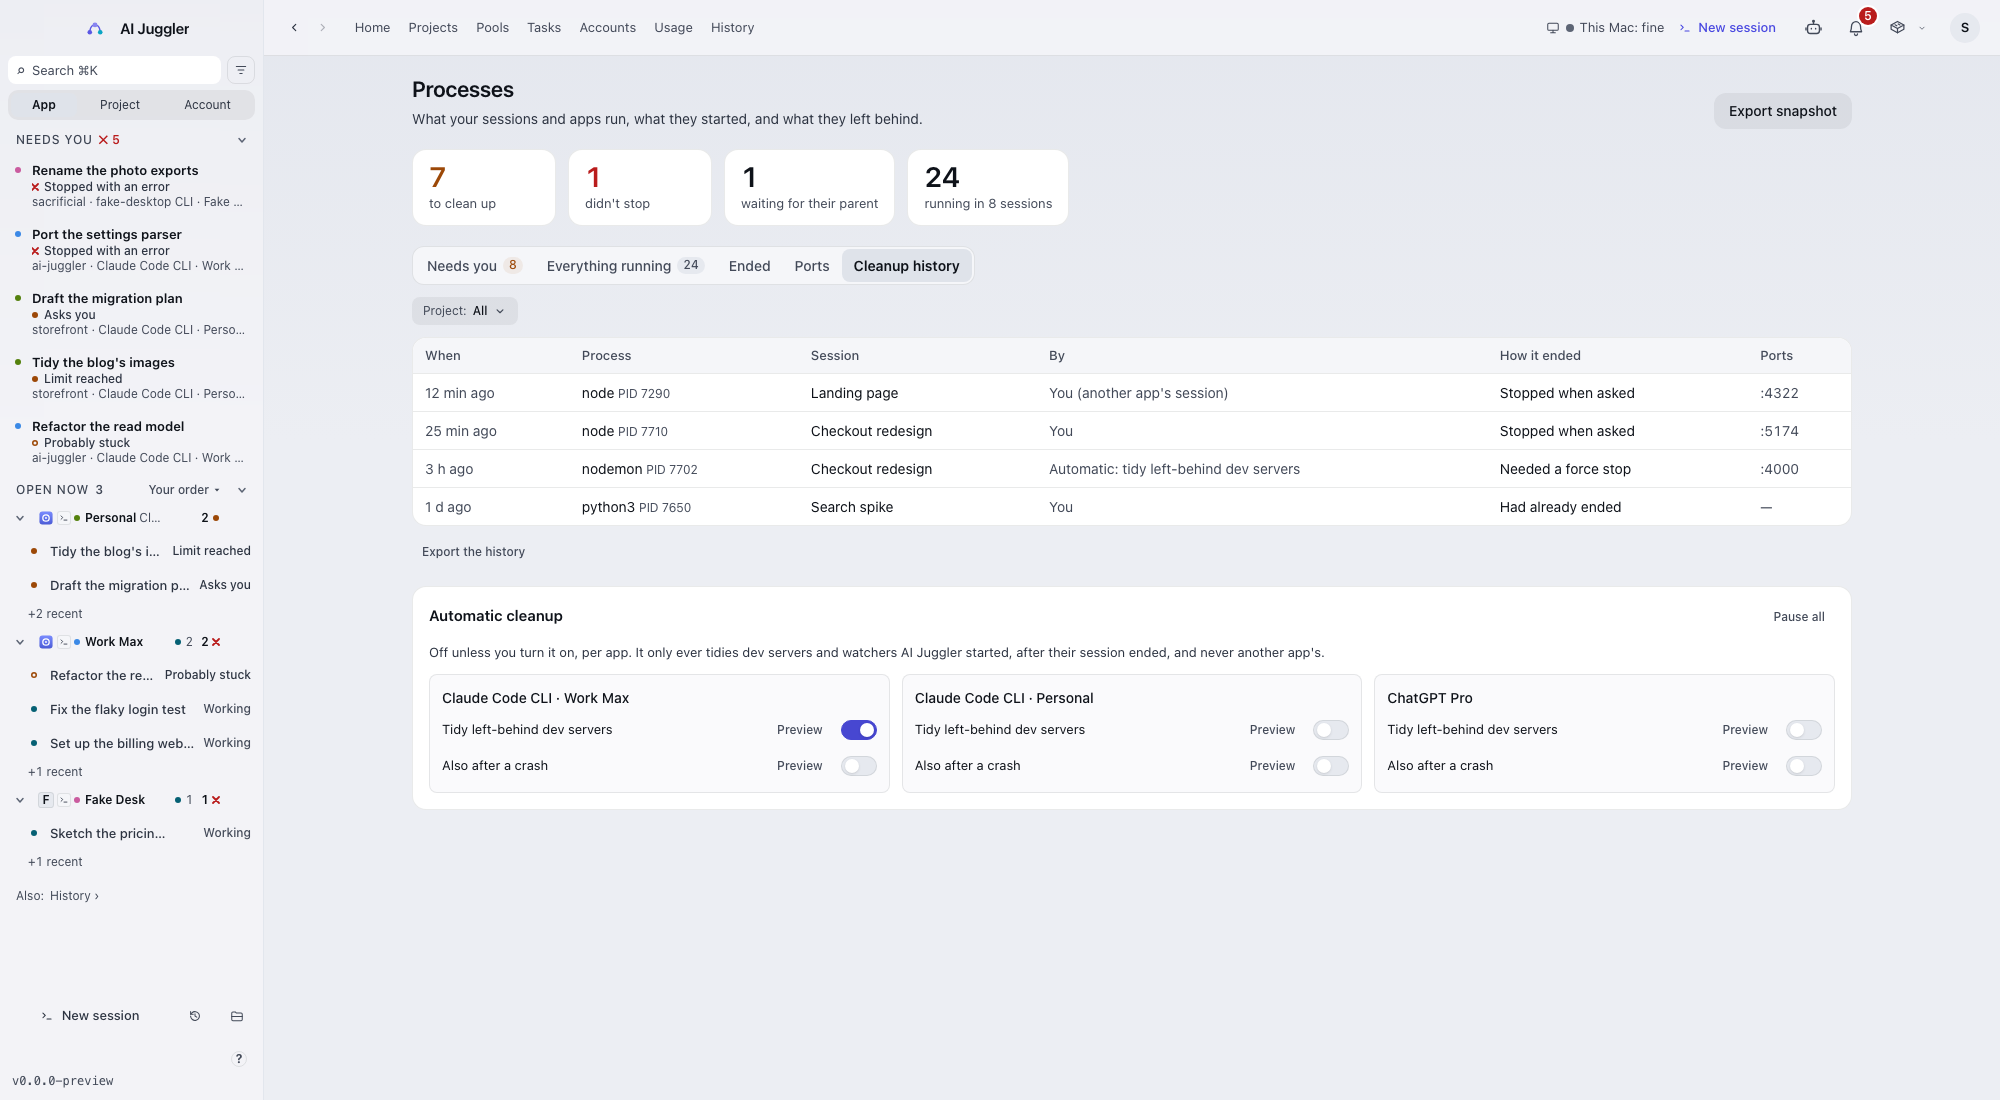 AI Juggler
Search ⌘K
App Project Account
NEEDS YOU 5
Rename the photo exports
Stopped with an error
sacrificial · fake-desktop CLI · Fake ...
Port the settings parser
Stopped with an error
ai-juggler · Claude Code CLI · Work ...
Draft the migration plan
Asks you
storefront · Claude Code CLI · Perso...
Tidy the blog's images
Limit reached
storefront · Claude Code CLI · Perso...
Refactor the read model
Probably stuck
ai-juggler · Claude Code CLI · Work ...
OPEN NOW 3 Your order
Personal Cl... 2
Tidy the blog's i... Limit reached
Draft the migration p... Asks you
+2 recent
Work Max 2 2
Refactor the re... Probably stuck
Fix the flaky login test Working
Set up the billing web... Working
+1 recent
F Fake Desk 1 1
Sketch the pricin... Working
+1 recent
Also: History ›
New session
?
v0.0.0-preview
Home Projects Pools Tasks Accounts Usage History
This Mac: fine New session 5 S
Processes
What your sessions and apps run, what they started, and what they left behind.
Export snapshot
7 to clean up
1 didn't stop
1 waiting for their parent
24 running in 8 sessions
Needs you 8 Everything running 24 Ended Ports Cleanup history
Project: All
When Process Session By How it ended Ports
12 min ago node PID 7290 Landing page You (another app's session) Stopped when asked :4322
25 min ago node PID 7710 Checkout redesign You Stopped when asked :5174
3 h ago nodemon PID 7702 Checkout redesign Automatic: tidy left-behind dev servers Needed a force stop :4000
1 d ago python3 PID 7650 Search spike You Had already ended —
Export the history
Automatic cleanup Pause all
Off unless you turn it on, per app. It only ever tidies dev servers and watchers AI Juggler started, after their session ended, and never another app's.
Claude Code CLI · Work Max
Tidy left-behind dev servers Preview
Also after a crash Preview
Claude Code CLI · Personal
Tidy left-behind dev servers Preview
Also after a crash Preview
ChatGPT Pro
Tidy left-behind dev servers Preview
Also after a crash Preview